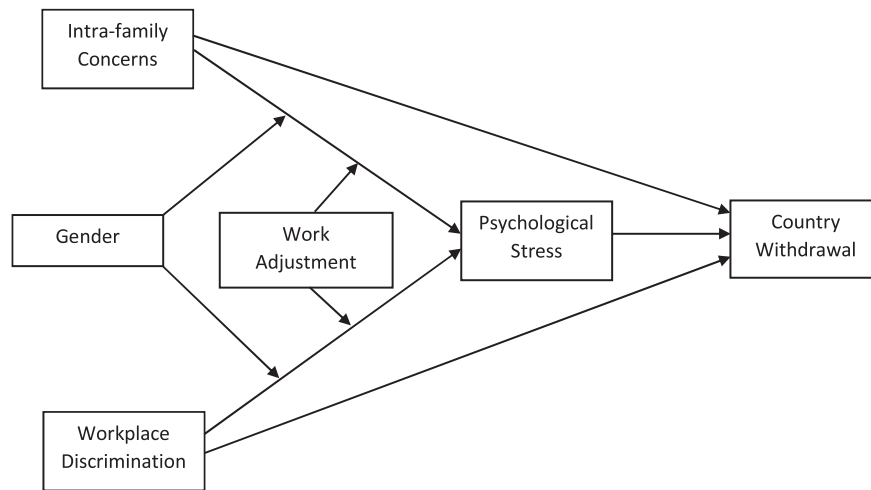 Intra-family
Concerns
Gender
Work
Adjustment
Psychological
Stress
Country
Withdrawal
Workplace
Discrimination